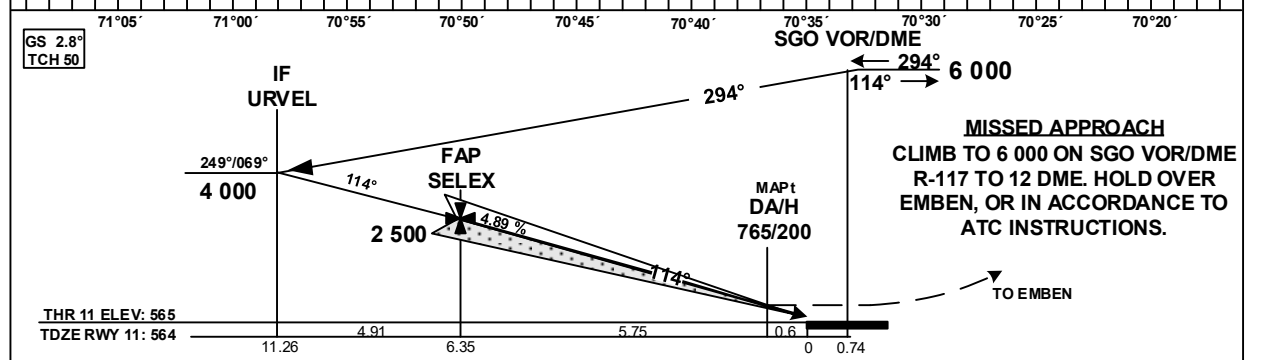 71°05´ 71°00´ 70°55´ 70°50´ 70°45´ 70°40´ 70°35´ 70°30´ 70°25´ 70°20´
GS 2.8°
TCH 50
SGO VOR/DME
294°
114°
6 000
IF
URVEL
294°
MISSED APPROACH
CLIMB TO 6 000 ON SGO VOR/DME
R-117 TO 12 DME. HOLD OVER
EMBEN, OR IN ACCORDANCE TO
ATC INSTRUCTIONS.
249°/069°
4 000
114°
FAP
SELEX
4.89 %
2 500
MAPt
DA/H
765/200
114°
TO EMBEN
THR 11 ELEV: 565
TDZE RWY 11: 564
4.91 5.75 0.6
11.26 6.35 0 0.74